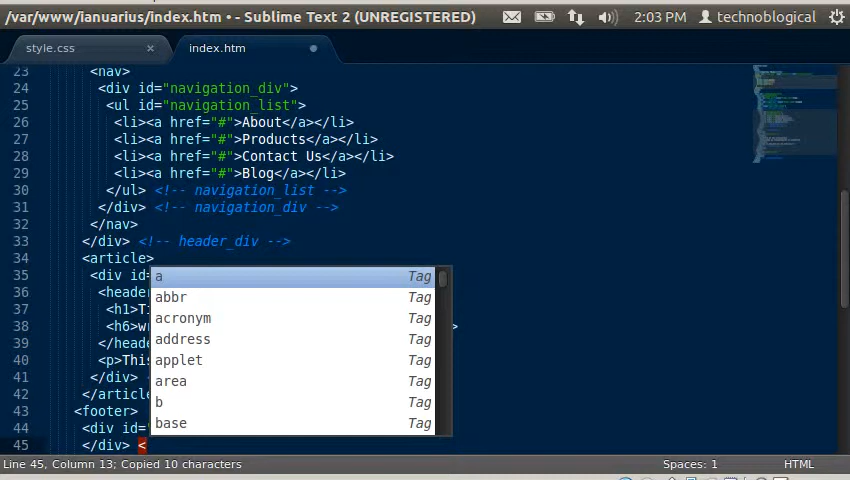 /var/www/ianuarius/index.htm • - Sublime Text 2 (UNREGISTERED) 2:03 PM technoblogical
style.css × index.htm
23 <nav>
24 <div id="navigation_div">
25 <ul id="navigation_list">
26 <li><a href="#">About</a></li>
27 <li><a href="#">Products</a></li>
28 <li><a href="#">Contact Us</a></li>
29 <li><a href="#">Blog</a></li>
30 </ul> <!-- navigation_list -->
31 </div> <!-- navigation_div -->
32 </nav>
33 </div> <!-- header_div -->
34 <article>
35 <div id=
36 <header
37 <h1>Ti
38 <h6>wr >
39 </heade
40 <p>This
41 </div>
42 </article
43 <footer>
44 <div id="
45 </div> <
a Tag
abbr Tag
acronym Tag
address Tag
applet Tag
area Tag
b Tag
base Tag
Line 45, Column 13; Copied 10 characters Spaces: 1 HTML